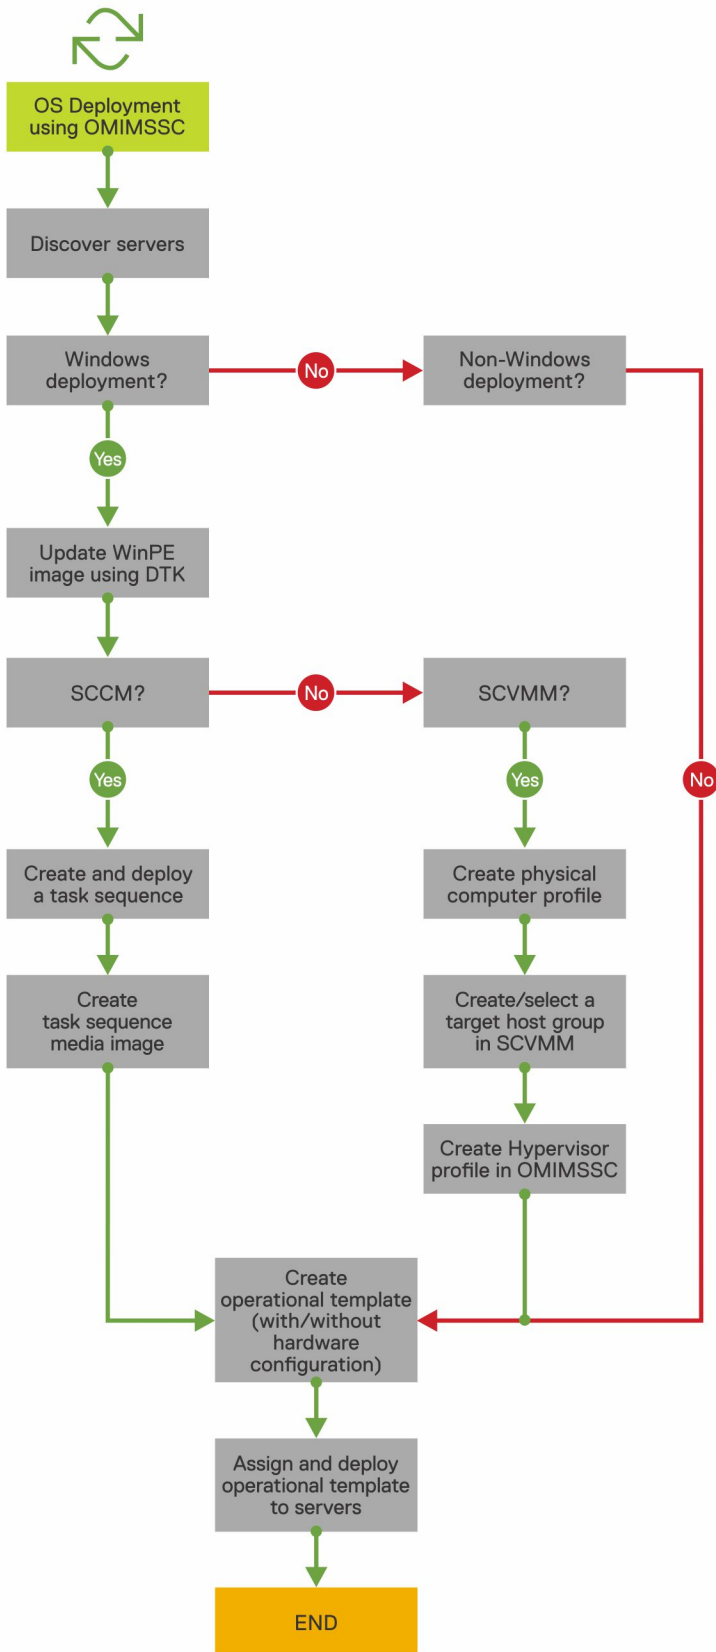 OS Deployment
using OMIMSSC
Discover servers
Windows
deployment?
No
Non-Windows
deployment?
Yes
Update WinPE
image using DTK
SCCM?
No
SCVMM?
Yes
Yes
No
Create and deploy
a task sequence
Create physical
computer profile
Create
task sequence
media image
Create/select a
target host group
in SCVMM
Create Hypervisor
profile in OMIMSSC
Create
operational template
(with/without
hardware
configuration)
Assign and deploy
operational template
to servers
END